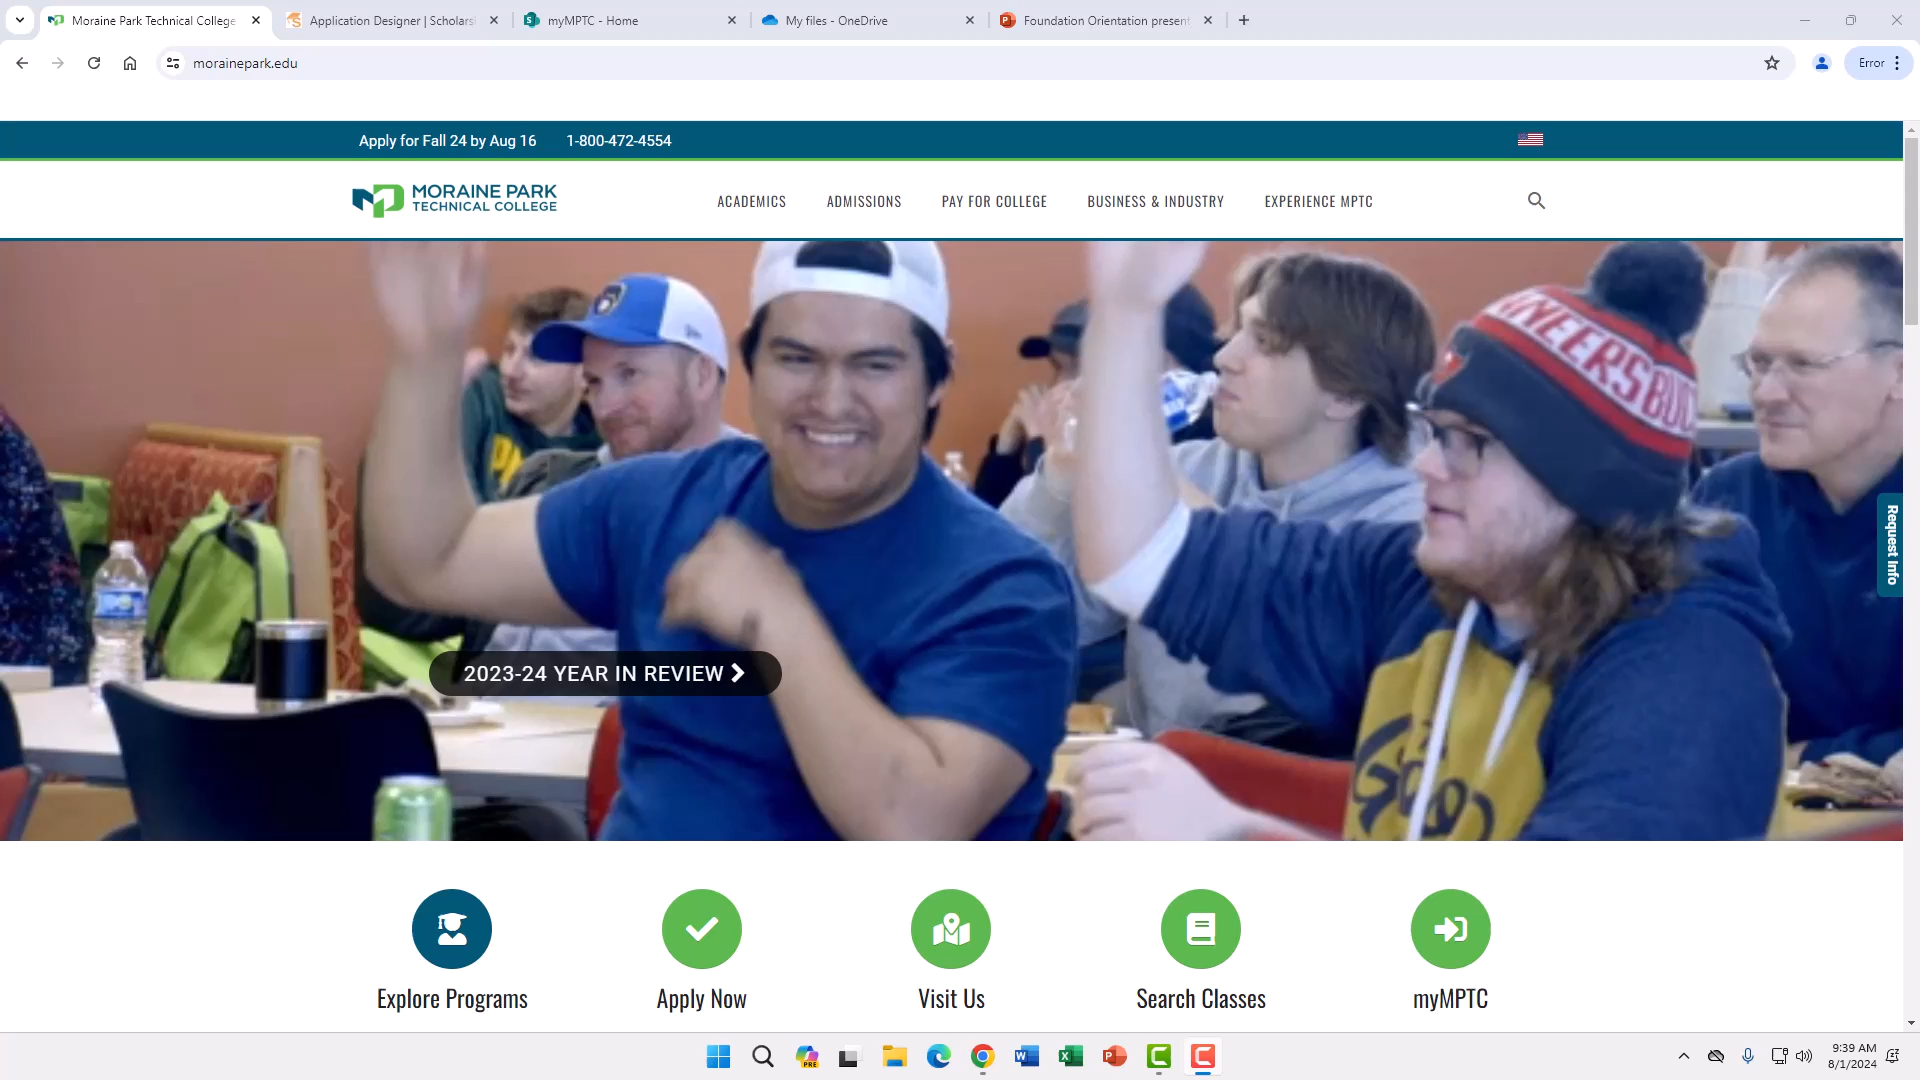 Moraine Park Technical College
Application Designer | Scholars
myMPTC - Home
My files - OneDrive
Foundation Orientation present
morainepark.edu
Error
Apply for Fall 24 by Aug 16
1-800-472-4554
MORAINE PARK
TECHNICAL COLLEGE
ACADEMICS
ADMISSIONS
PAY FOR COLLEGE
BUSINESS & INDUSTRY
EXPERIENCE MPTC
Request Info
2023-24 YEAR IN REVIEW
Explore Programs
Apply Now
Visit Us
Search Classes
myMPTC
9:39 AM
8/1/2024